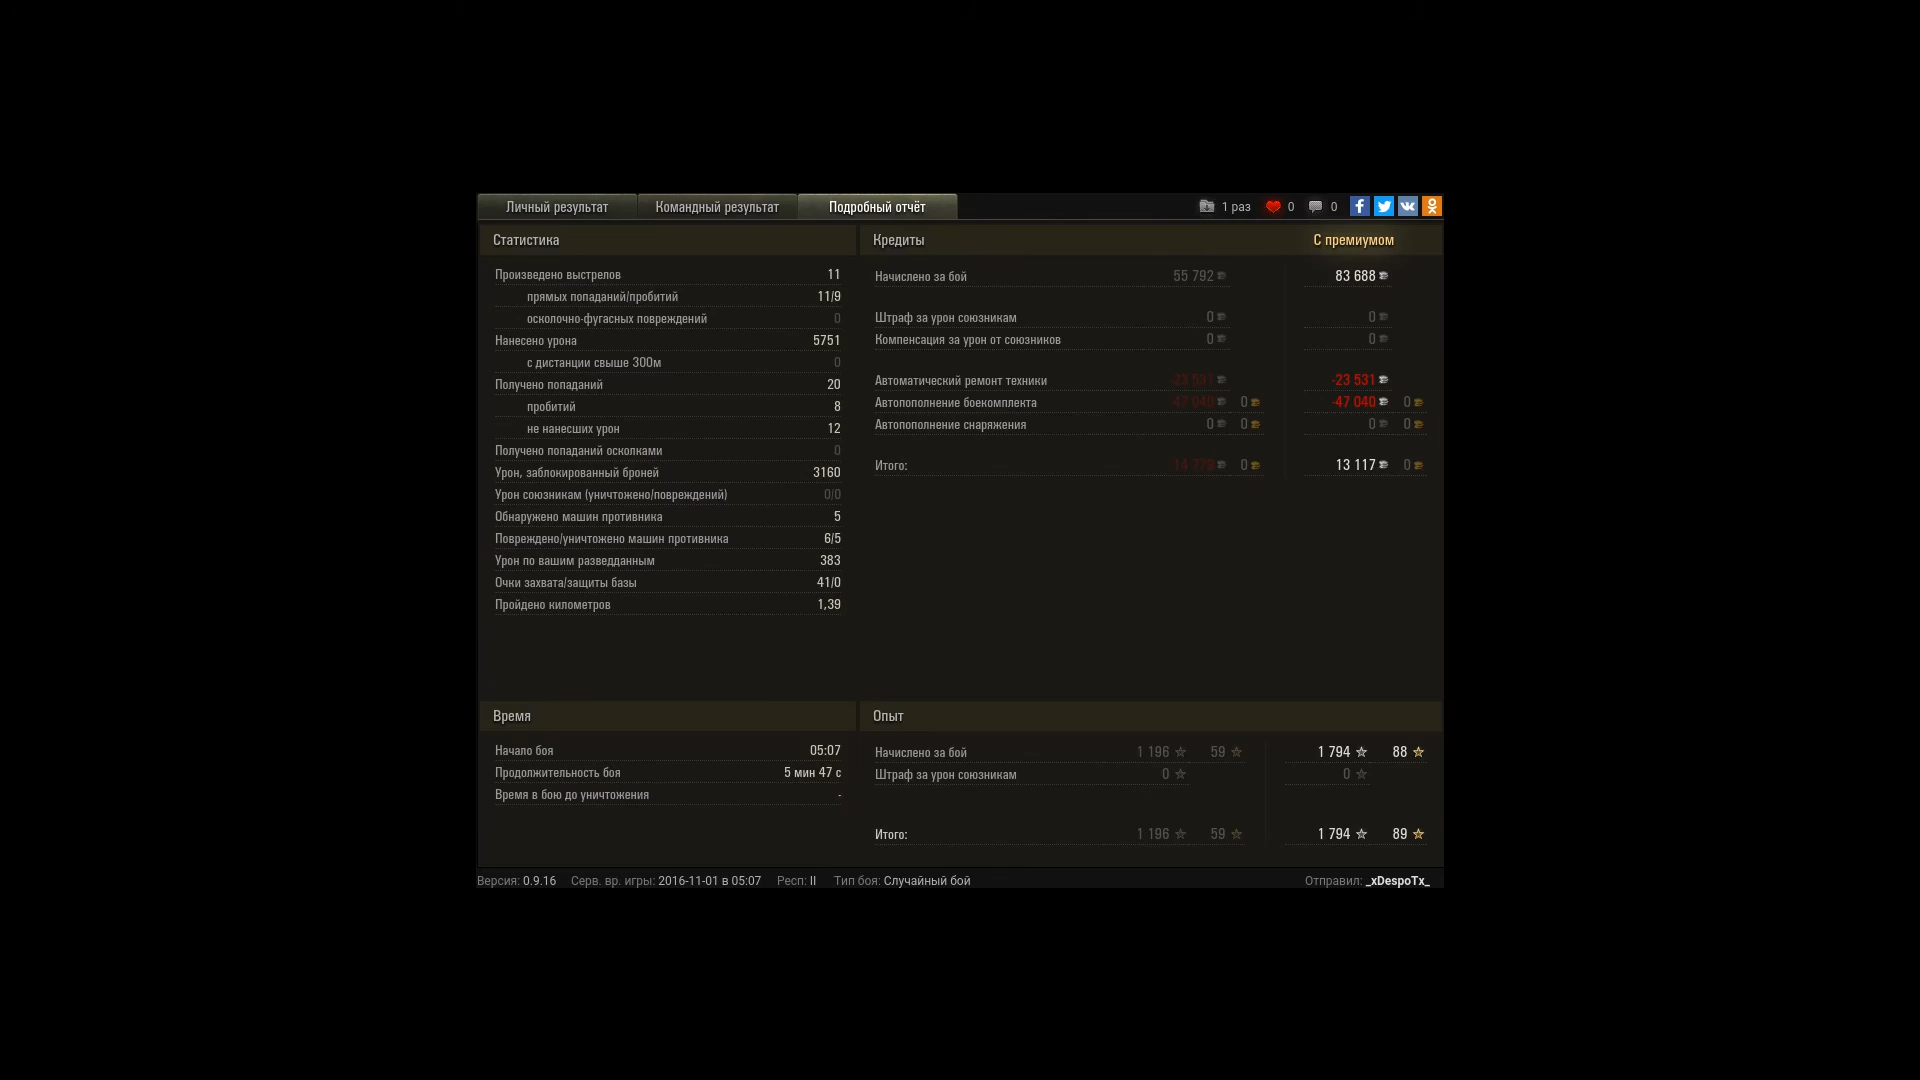 Личный результат Командный результат Подробный отчёт 1 раз 0 0
Статистика
Произведено выстрелов 11
прямых попаданий/пробитий 11/9
осколочно-фугасных повреждений 0
Нанесено урона 5751
с дистанции свыше 300м 0
Получено попаданий 20
пробитий 8
не нанесших урон 12
Получено попаданий осколками 0
Урон, заблокированный броней 3160
Урон союзникам (уничтожено/повреждений) 0/0
Обнаружено машин противника 5
Повреждено/уничтожено машин противника 6/5
Урон по вашим разведданным 383
Очки захвата/защиты базы 41/0
Пройдено километров 1,39
Кредиты С премиумом
Начислено за бой 55 792 83 688
Штраф за урон союзникам 0 0
Компенсация за урон от союзников 0 0
Автоматический ремонт техники -23 531 -23 531
Автопополнение боекомплекта -47 040 0 -47 040 0
Автопополнение снаряжения 0 0 0 0
Итого: -14 779 0 13 117 0
Время
Начало боя 05:07
Продолжительность боя 5 мин 47 с
Время в бою до уничтожения -
Опыт
Начислено за бой 1 196 59 1 794 88
Штраф за урон союзникам 0 0
Итого: 1 196 59 1 794 89
Версия: 0.9.16 Серв. вр. игры: 2016-11-01 в 05:07 Респ: II Тип боя: Случайный бой Отправил: _xDespoTx_